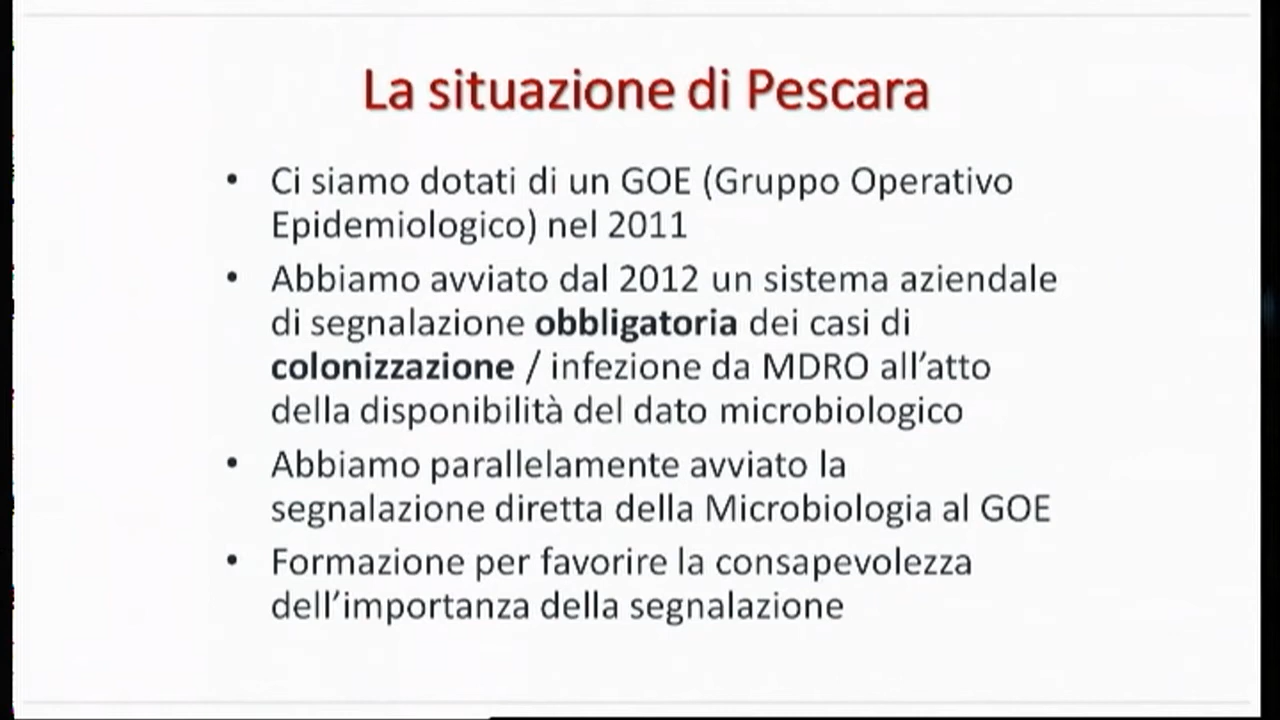 La situazione di Pescara
• Ci siamo dotati di un GOE (Gruppo Operativo
Epidemiologico) nel 2011
• Abbiamo avviato dal 2012 un sistema aziendale
di segnalazione obbligatoria dei casi di
colonizzazione / infezione da MDRO all’atto
della disponibilità del dato microbiologico
• Abbiamo parallelamente avviato la
segnalazione diretta della Microbiologia al GOE
• Formazione per favorire la consapevolezza
dell’importanza della segnalazione